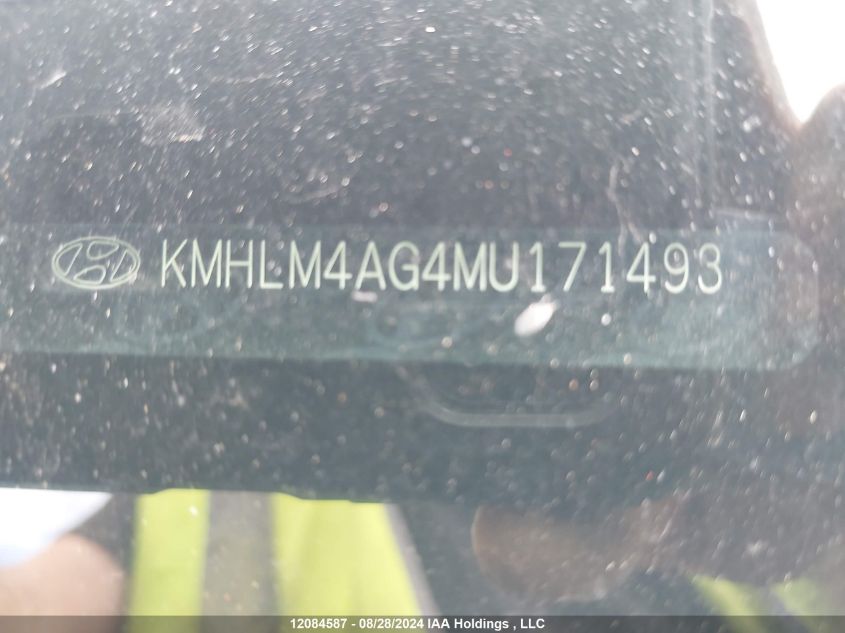 KMHLM4AG4MU171493
12084587 - 08/28/2024 IAA Holdings , LLC